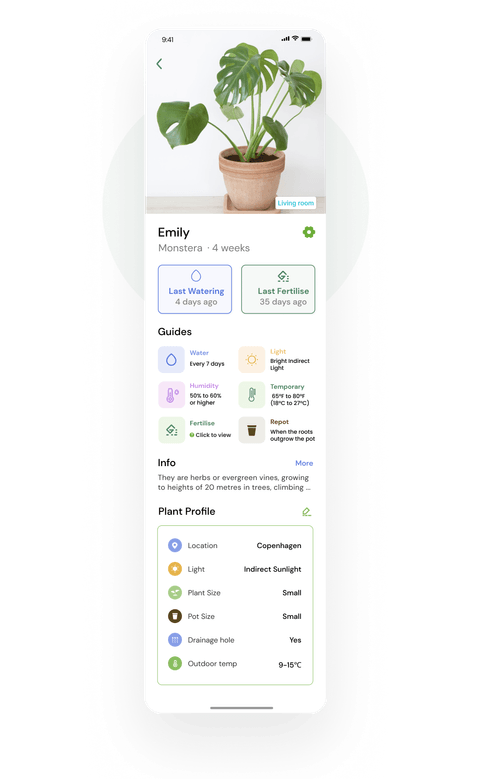 9:41
Living room
Emily
Monstera · 4 weeks
Last Watering
4 days ago
Last Fertilise
35 days ago
Guides
Water
Every 7 days
Light
Bright Indirect
Light
Humidity
50% to 60%
or higher
Temporary
65°F to 80°F
(18°C to 27°C)
Fertilise
Click to view
Repot
When the roots
outgrow the pot
Info
More
They are herbs or evergreen vines, growing
to heights of 20 metres in trees, climbing ...
Plant Profile
Location
Copenhagen
Light
Indirect Sunlight
Plant Size
Small
Pot Size
Small
Drainage hole
Yes
Outdoor temp
9-15°C